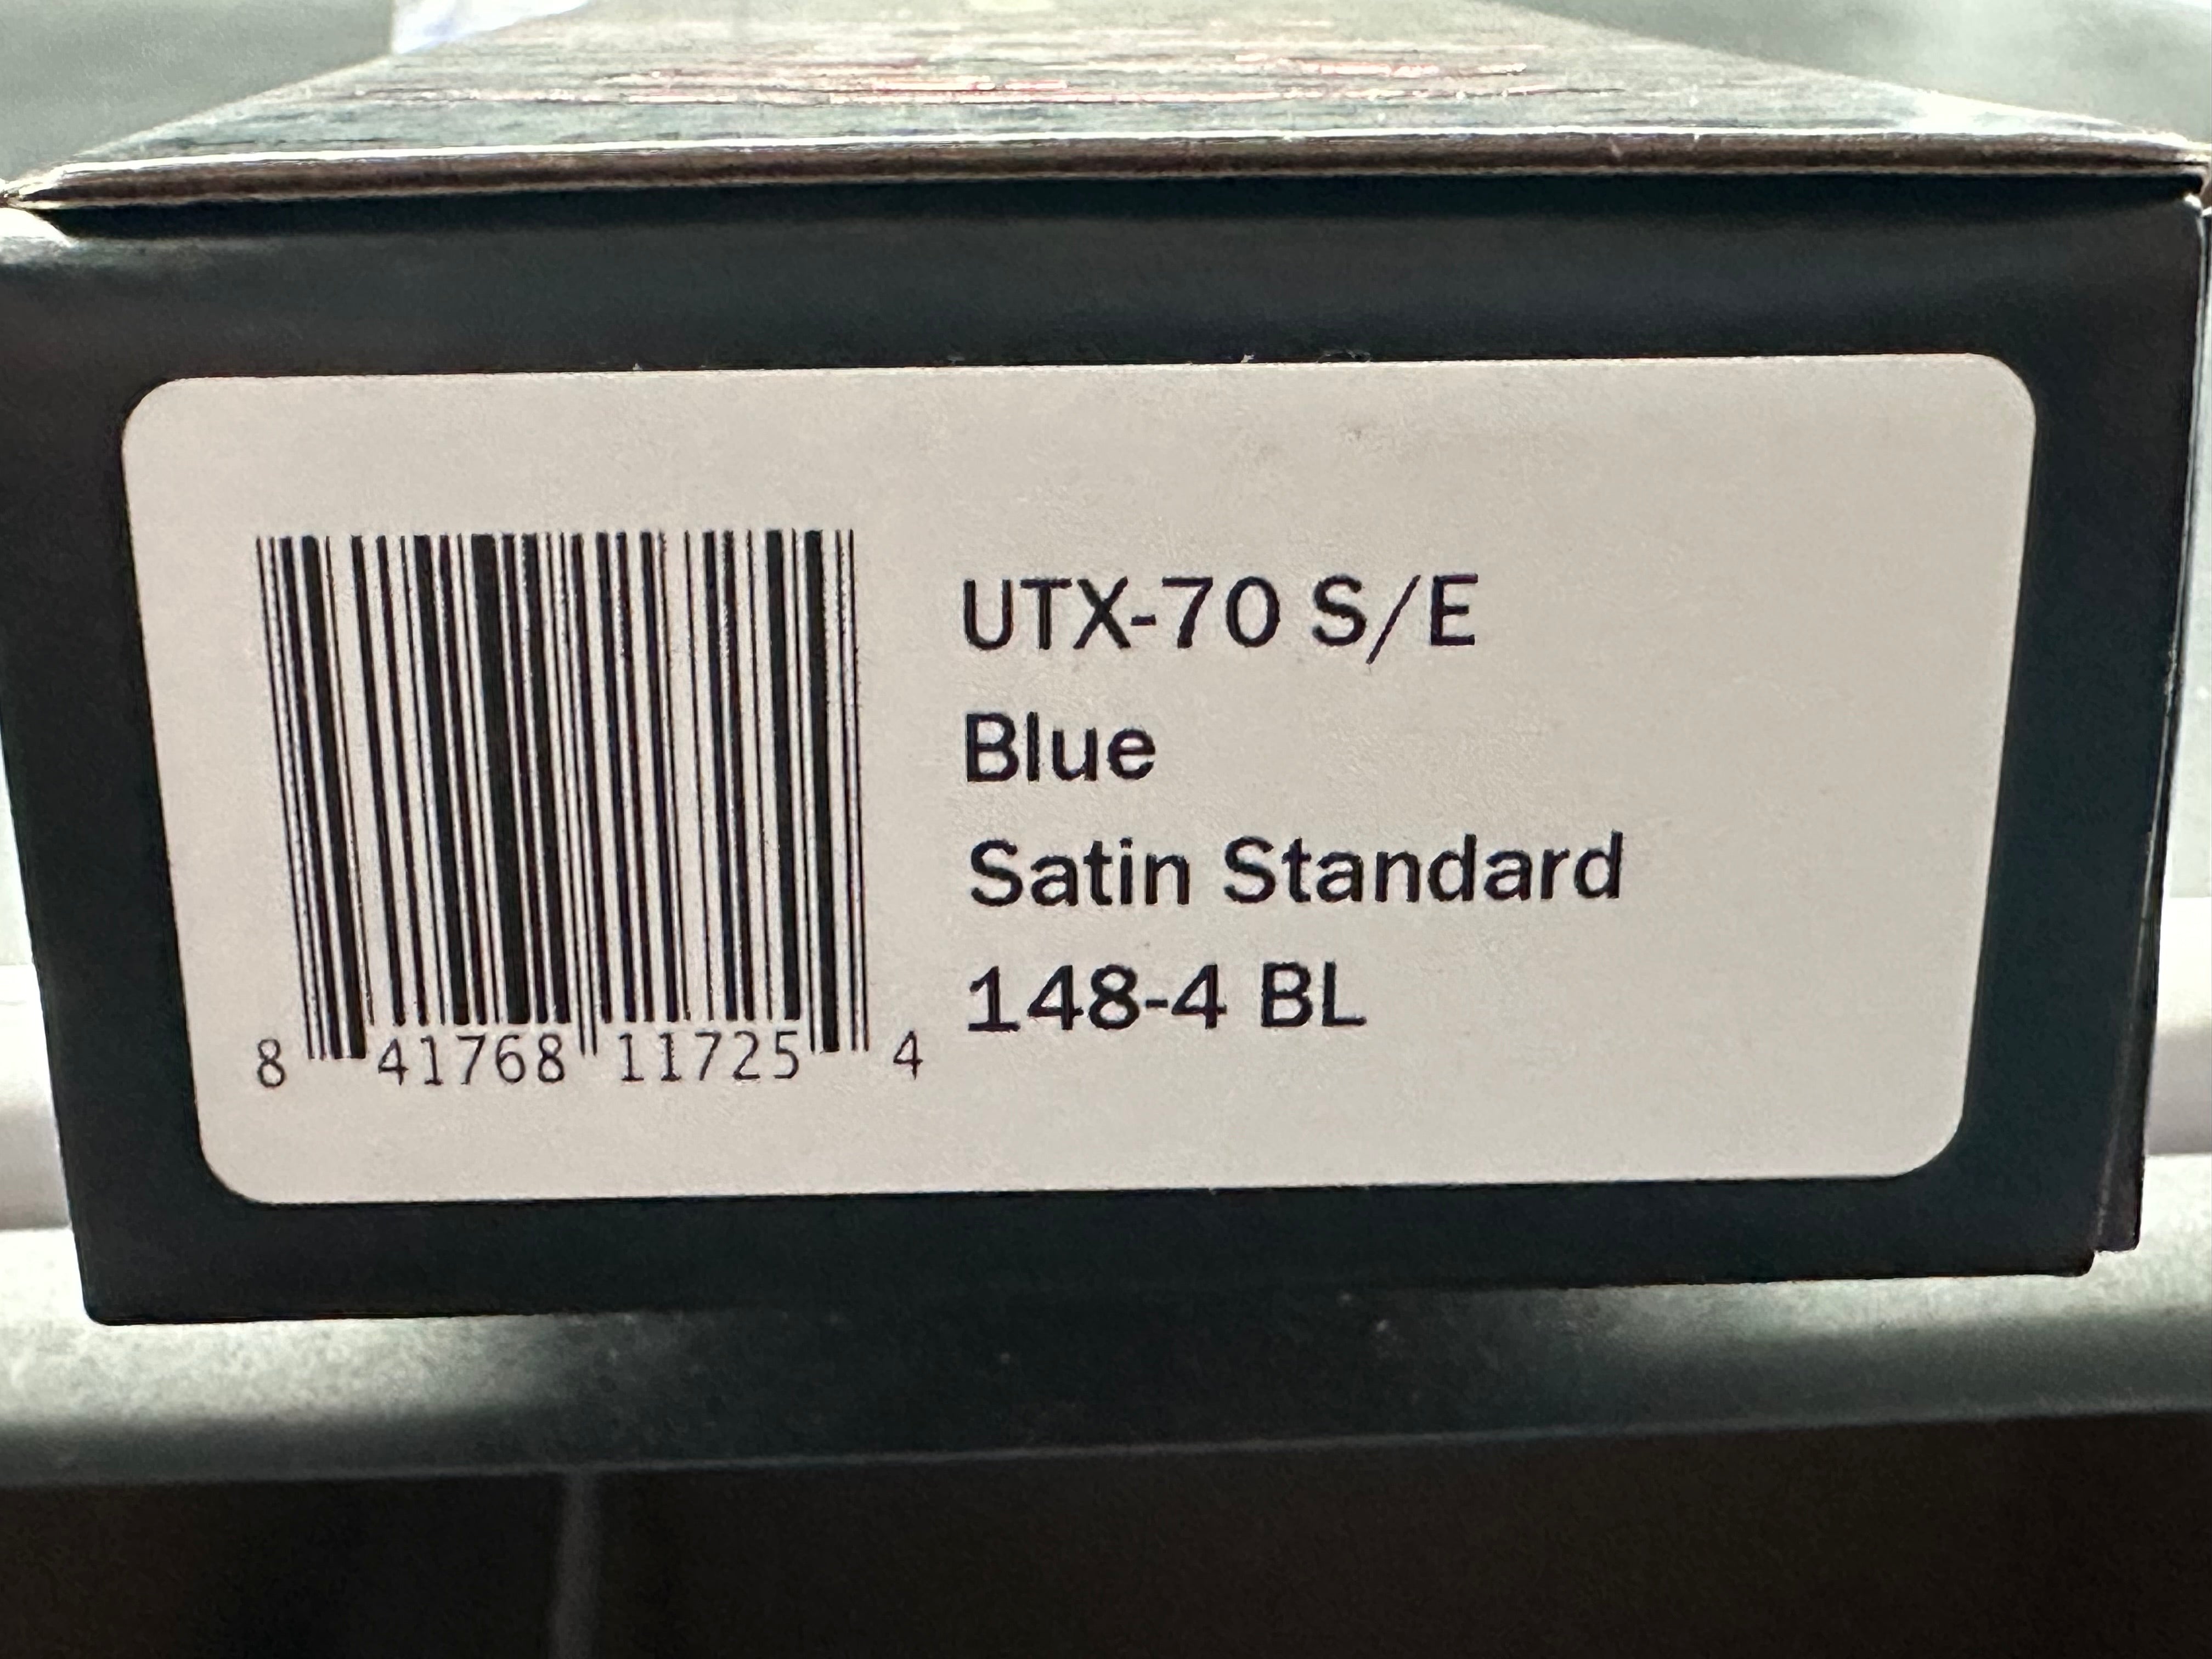 UTX-70 S/E
Blue
Satin Standard
148-4 BL
8 41768 11725 4